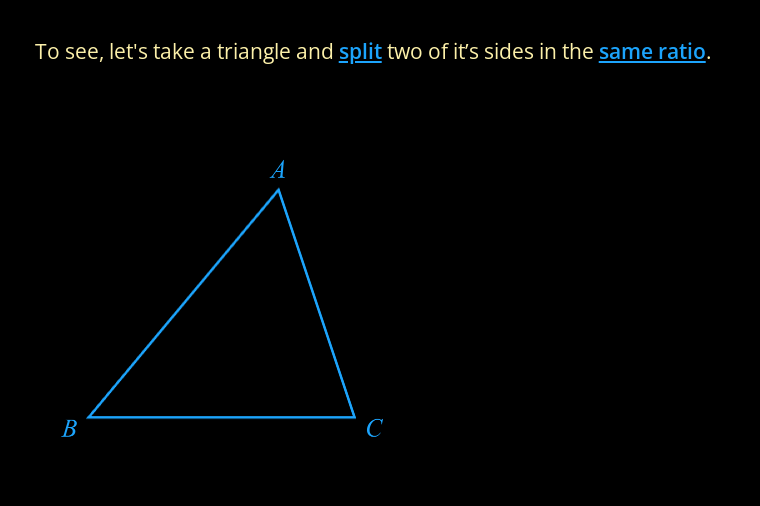 To see, let's take a triangle and split two of it’s sides in the same ratio.
A
B
C